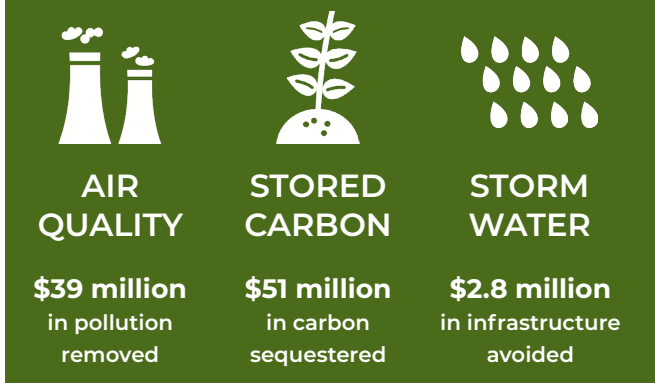 AIR
QUALITY
$39 million
in pollution
removed
STORED
CARBON
$51 million
in carbon
sequestered
STORM
WATER
$2.8 million
in infrastructure
avoided